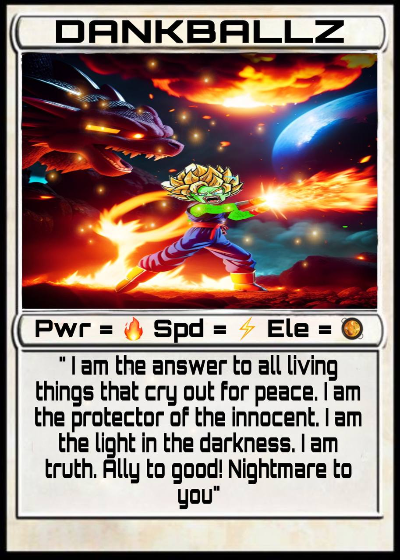 DANKBALLZ
Pwr = 🔥 Spd = ⚡ Ele = 🪙
" I am the answer to all living
things that cry out for peace. I am
the protector of the innocent. I am
the light in the darkness. I am
truth. Ally to good! Nightmare to
you"